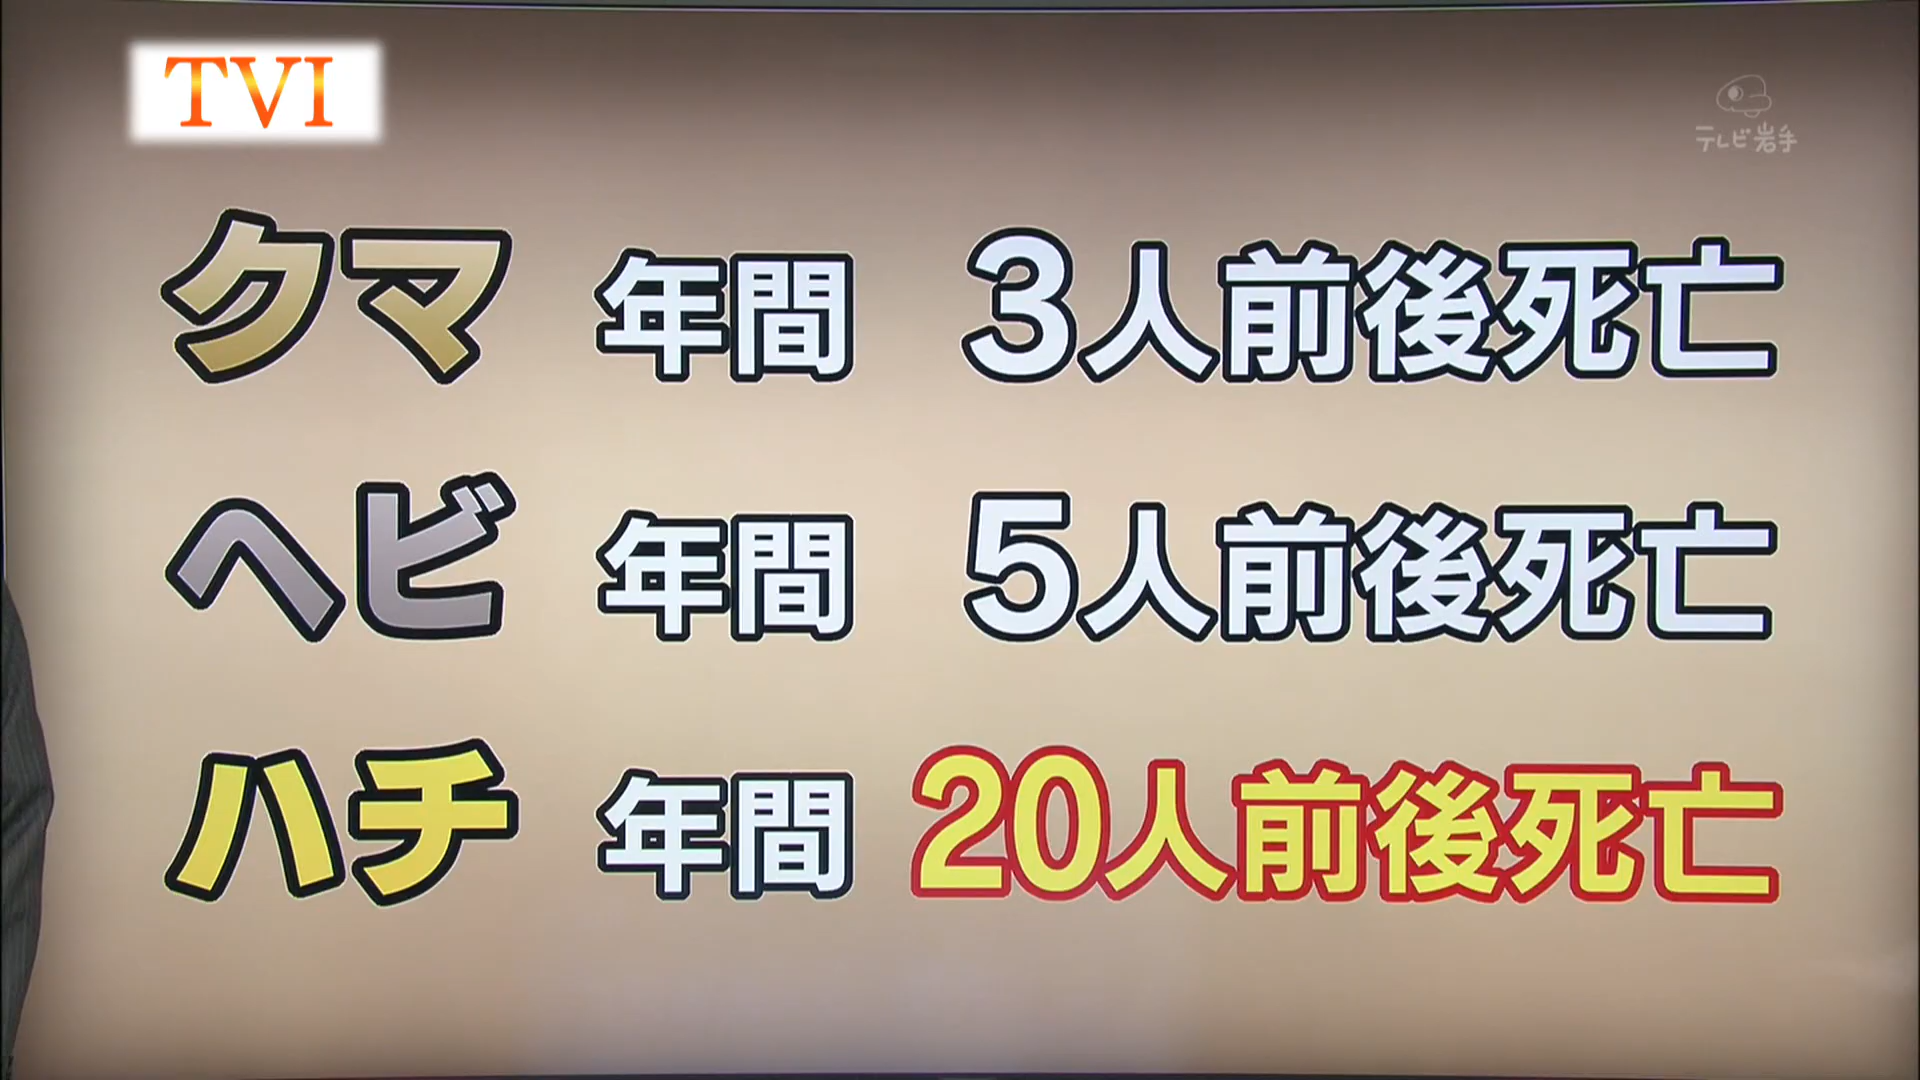 TVI
テレビ岩手
クマ 年間 3人前後死亡
ヘビ 年間 5人前後死亡
ハチ 年間 20人前後死亡